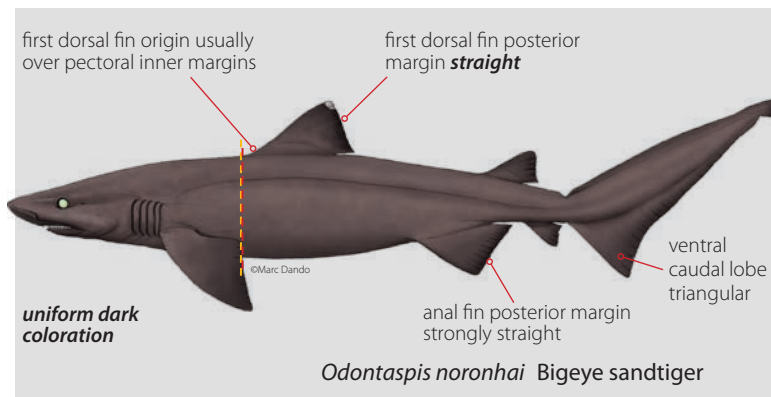 first dorsal fin origin usually
over pectoral inner margins
first dorsal fin posterior
margin straight
©Marc Dando
ventral
caudal lobe
triangular
uniform dark
coloration
anal fin posterior margin
strongly straight
Odontaspis noronhai Bigeye sandtiger